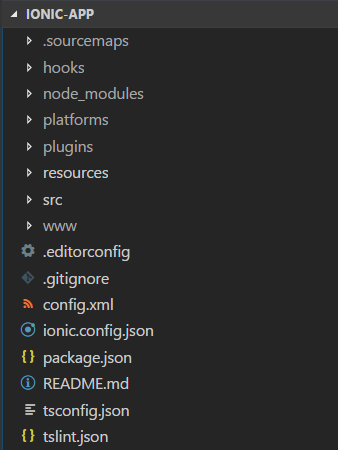 IONIC-APP
.sourcemaps
hooks
node_modules
platforms
plugins
resources
src
www
.editorconfig
.gitignore
config.xml
ionic.config.json
package.json
README.md
tsconfig.json
tslint.json